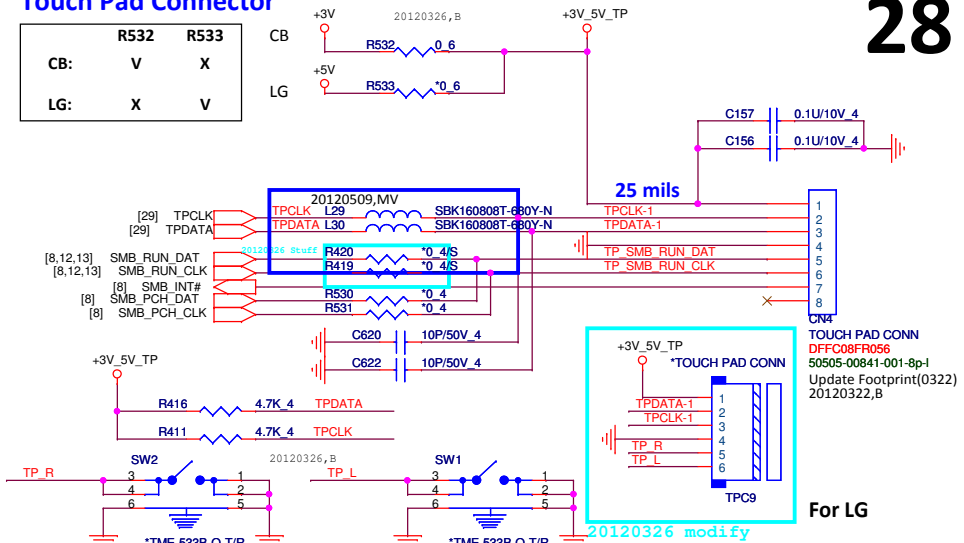 Touch Pad Connector
28
R532 R533
CB: V X
LG: X V
CB
+3V
20120326,B
+3V_5V_TP
R532 0_6
LG
+5V
R533 *0_6
C157 0.1U/10V_4
C156 0.1U/10V_4
20120509,MV
25 mils
[29] TPCLK TPCLK L29 SBK160808T-680Y-N TPCLK-1
[29] TPDATA TPDATA L30 SBK160808T-680Y-N TPDATA-1
20120326 Stuff
[8,12,13] SMB_RUN_DAT R420 *0_4/S TP_SMB_RUN_DAT
[8,12,13] SMB_RUN_CLK R419 *0_4/S TP_SMB_RUN_CLK
[8] SMB_INT#
[8] SMB_PCH_DAT R530 *0_4
[8] SMB_PCH_CLK R531 *0_4
1
2
3
4
5
6
7
8
CN4
TOUCH PAD CONN
DFFC08FR056
50505-00841-001-8p-l
Update Footprint(0322)
20120322,B
C620 10P/50V_4
C622 10P/50V_4
+3V_5V_TP
R416 4.7K_4 TPDATA
R411 4.7K_4 TPCLK
+3V_5V_TP
*TOUCH PAD CONN
TPDATA-1
TPCLK-1
TP_R
TP_L
1
2
3
4
5
6
TPC9
For LG
20120326 modify
20120326,B
TP_R
SW2
3 1
4 2
6 5
*TME-533B-Q-T/R
TP_L
SW1
3 1
4 2
6 5
*TME-533B-Q-T/R